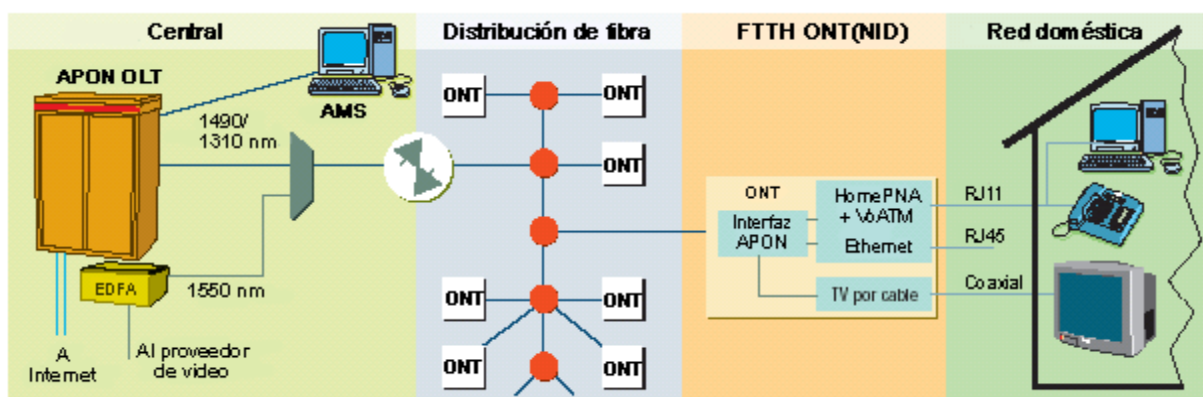 Central
Distribución de fibra
FTTH ONT(NID)
Red doméstica
APON OLT
AMS
1490/
1310 nm
EDFA
1550 nm
A
Internet
Al proveedor
de video
ONT
ONT
ONT
ONT
ONT
ONT
ONT
ONT
Interfaz
APON
HomePNA
+ VoATM
Ethernet
TV por cable
RJ11
RJ45
Coaxial